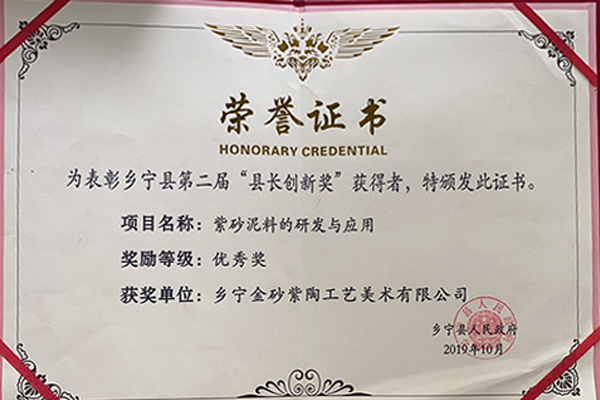 荣誉证书
HONORARY CREDENTIAL
为表彰乡宁县第二届“县长创新奖”获得者，特颁发此证书。
项目名称：紫砂泥料的研发与应用
奖励等级：优秀奖
获奖单位：乡宁金砂紫陶工艺美术有限公司
乡宁县人民政府
2019年10月